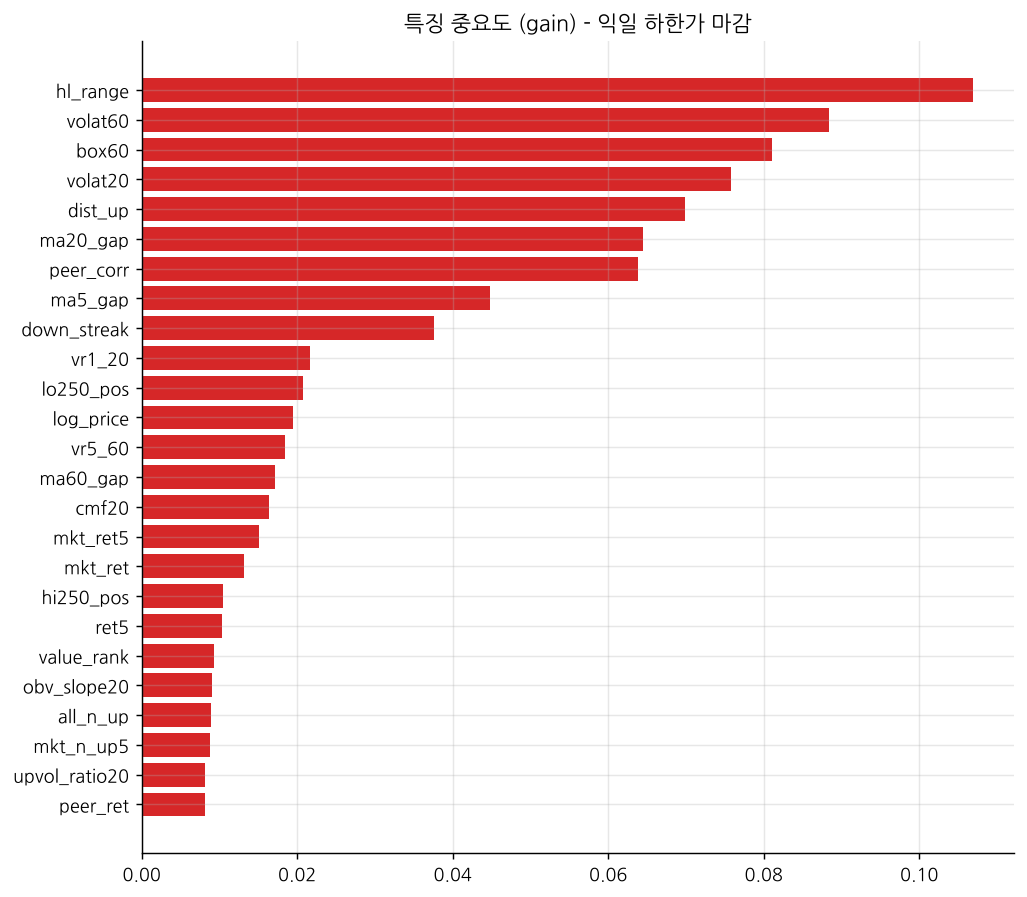 특징 중요도 (gain) - 익일 하한가 마감
hl_range
volat60
box60
volat20
dist_up
ma20_gap
peer_corr
ma5_gap
down_streak
vr1_20
lo250_pos
log_price
vr5_60
ma60_gap
cmf20
mkt_ret5
mkt_ret
hi250_pos
ret5
value_rank
obv_slope20
all_n_up
mkt_n_up5
upvol_ratio20
peer_ret
0.00 0.02 0.04 0.06 0.08 0.10